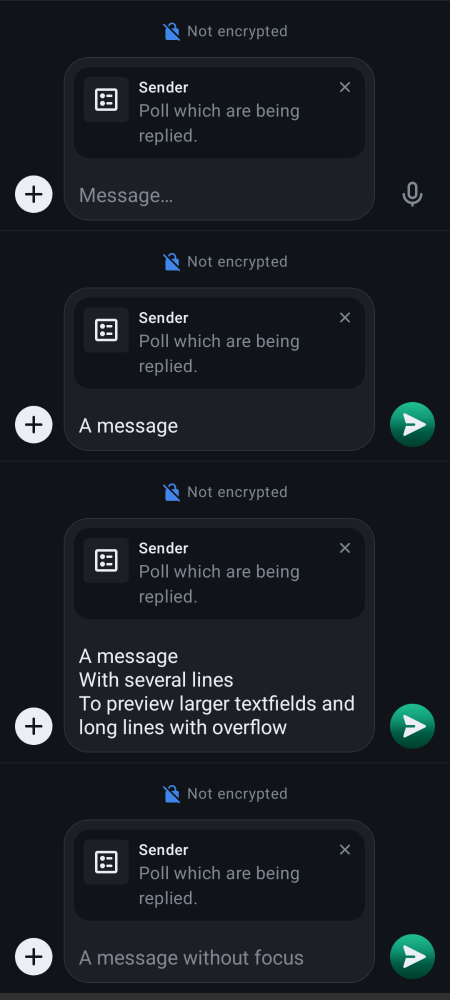 Not encrypted
Sender
Poll which are being
replied.
Message…
Not encrypted
Sender
Poll which are being
replied.
A message
Not encrypted
Sender
Poll which are being
replied.
A message
With several lines
To preview larger textfields and
long lines with overflow
Not encrypted
Sender
Poll which are being
replied.
A message without focus